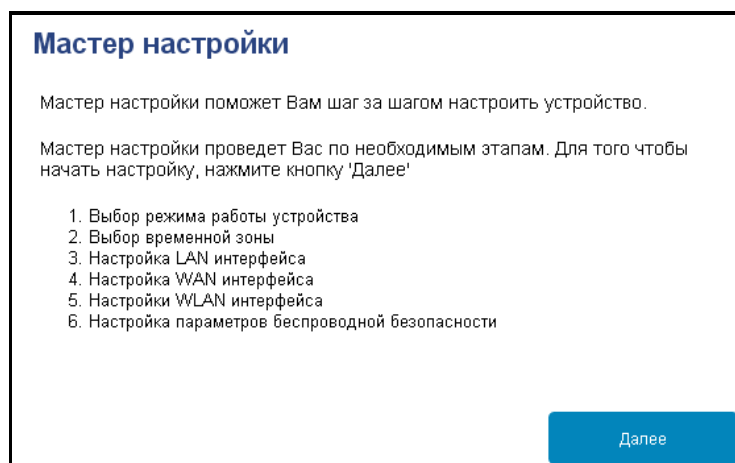 Мастер настройки
Мастер настройки поможет Вам шаг за шагом настроить устройство.
Мастер настройки проведет Вас по необходимым этапам. Для того чтобы
начать настройку, нажмите кнопку 'Далее'
1. Выбор режима работы устройства
2. Выбор временной зоны
3. Настройка LAN интерфейса
4. Настройка WAN интерфейса
5. Настройки WLAN интерфейса
6. Настройка параметров беспроводной безопасности
Далее